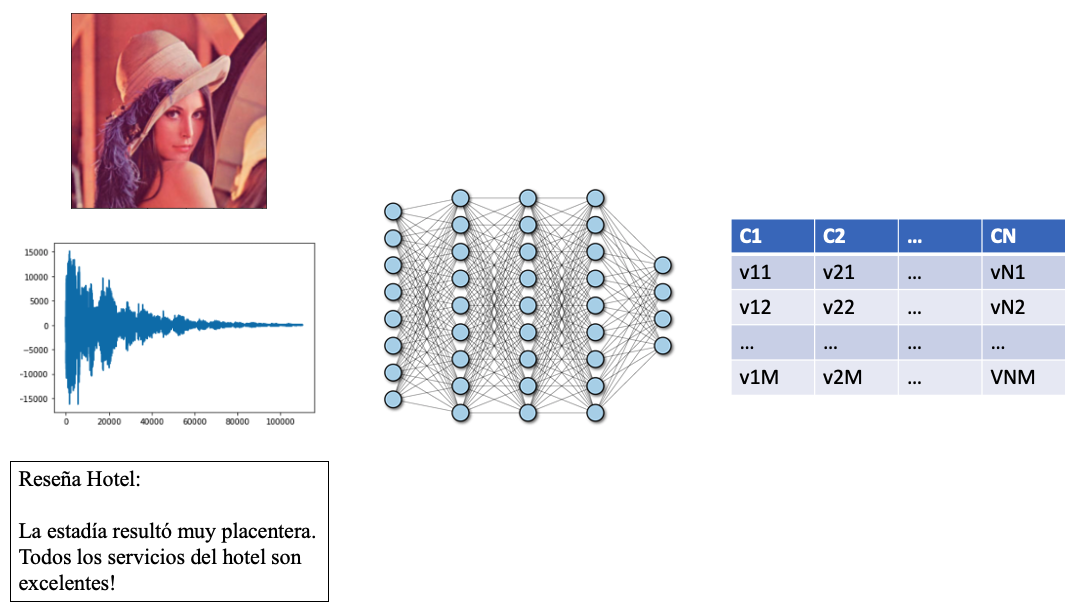 15000
10000
5000
0
−5000
−10000
−15000
0 20000 40000 60000 80000 100000
Reseña Hotel:
La estadía resultó muy placentera.
Todos los servicios del hotel son
excelentes!
C1 C2 ... CN
v11 v21 ... vN1
v12 v22 ... vN2
... ... ... ...
v1M v2M ... VNM